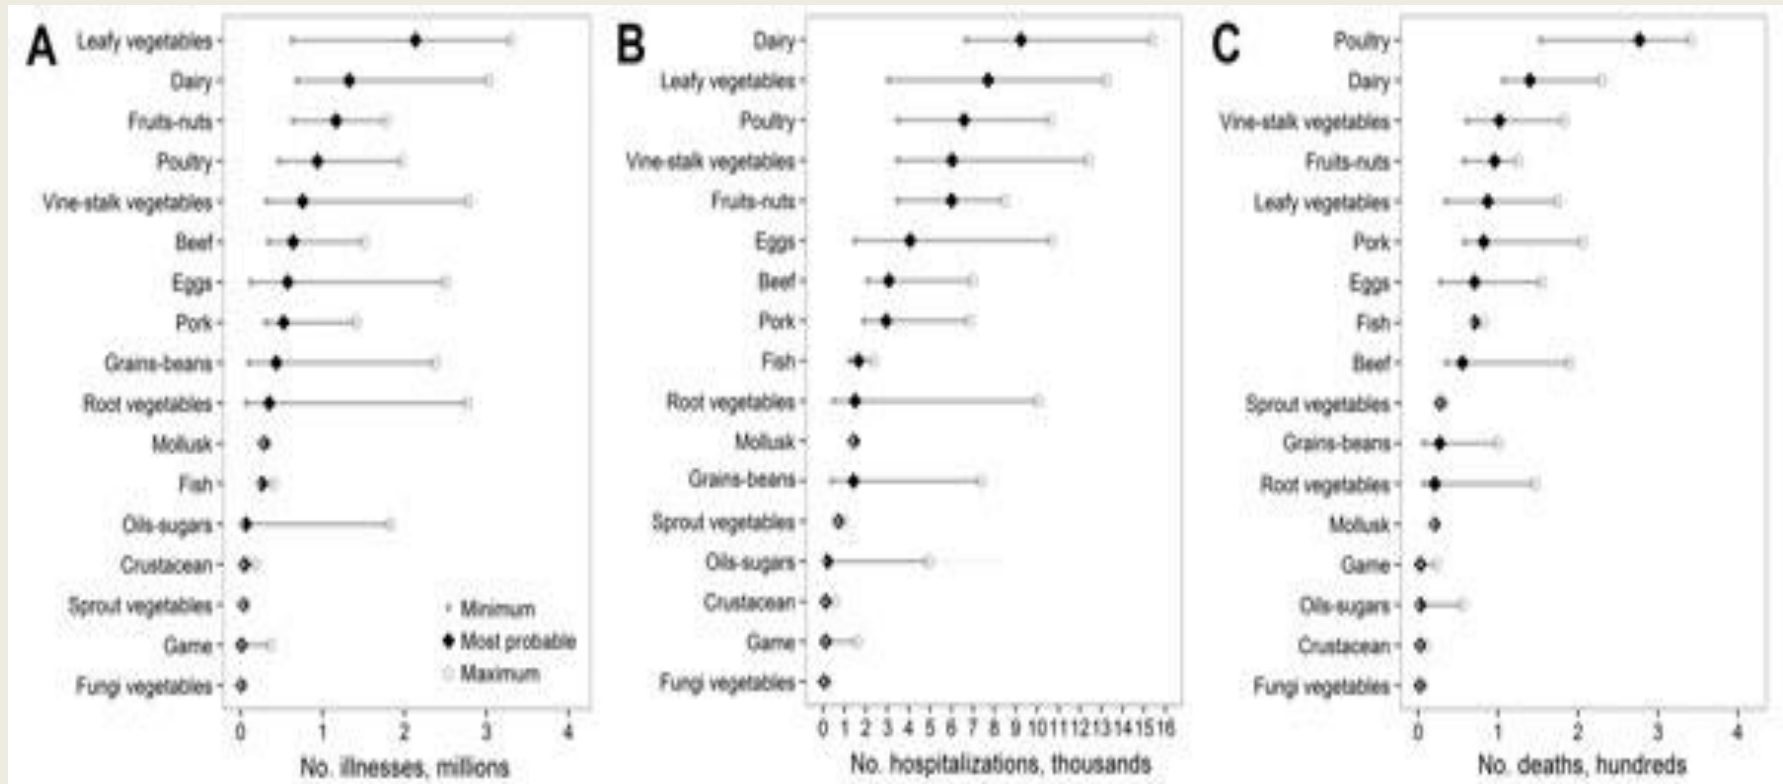 A
Leafy vegetables
Dairy
Fruits-nuts
Poultry
Vine-stalk vegetables
Beef
Eggs
Pork
Grains-beans
Root vegetables
Mollusk
Fish
Oils-sugars
Crustacean
Sprout vegetables
Game
Fungi vegetables
Minimum
Most probable
Maximum
0 1 2 3 4
No. illnesses, millions
B
Dairy
Leafy vegetables
Poultry
Vine-stalk vegetables
Fruits-nuts
Eggs
Beef
Pork
Fish
Root vegetables
Mollusk
Grains-beans
Sprout vegetables
Oils-sugars
Crustacean
Game
Fungi vegetables
0 1 2 3 4 5 6 7 8 9 10 11 12 13 14 15 16
No. hospitalizations, thousands
C
Poultry
Dairy
Vine-stalk vegetables
Fruits-nuts
Leafy vegetables
Pork
Eggs
Fish
Beef
Sprout vegetables
Grains-beans
Root vegetables
Mollusk
Game
Oils-sugars
Crustacean
Fungi vegetables
0 1 2 3 4
No. deaths, hundreds